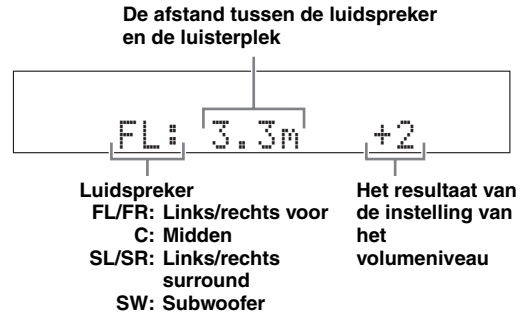 De afstand tussen de luidspreker
en de luisterplek
FL: 3.3m +2
Luidspreker
FL/FR: Links/rechts voor
C: Midden
SL/SR: Links/rechts
surround
SW: Subwoofer
Het resultaat van
de instelling van
het
volumeniveau